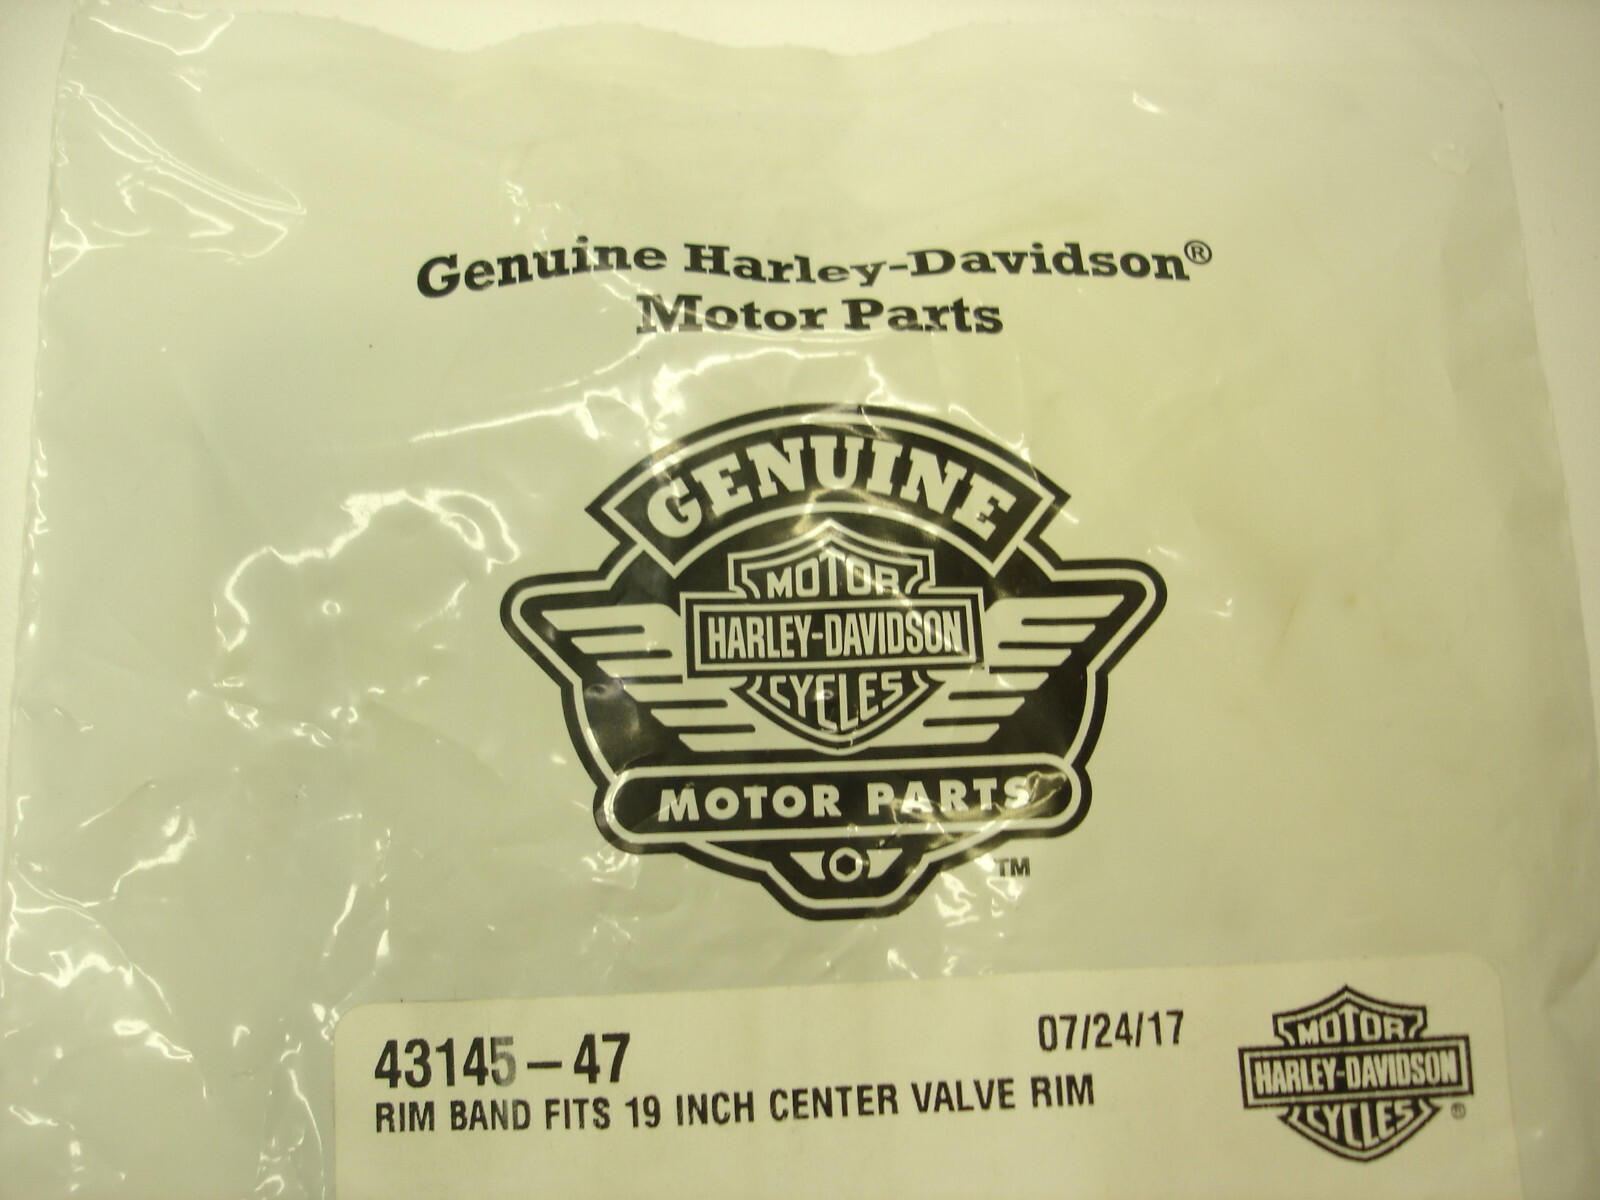 Genuine Harley-Davidson®
Motor Parts
GENUINE
MOTOR
HARLEY-DAVIDSON
CYCLES
MOTOR PARTS
TM
43145-47
07/24/17
RIM BAND FITS 19 INCH CENTER VALVE RIM
MOTOR
HARLEY-DAVIDSON
CYCLES
®